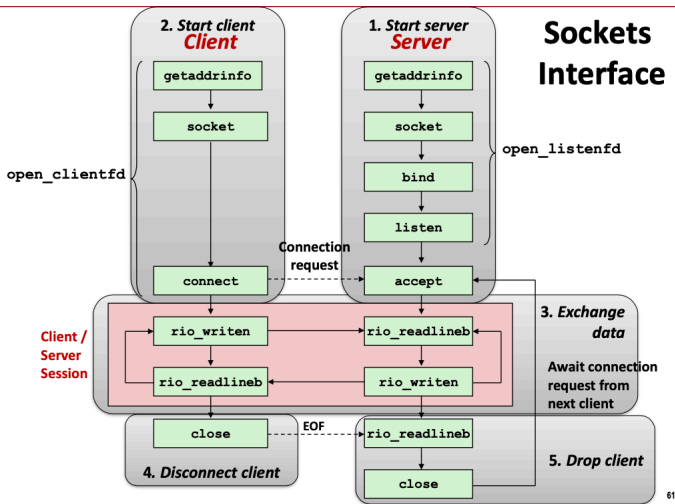 2. Start client
Client
1. Start server
Server
Sockets
Interface
getaddrinfo
getaddrinfo
socket
socket
open_clientfd
open_listenfd
bind
listen
Connection
request
connect
accept
3. Exchange
data
Client /
Server
Session
rio_writen
rio_readlineb
rio_readlineb
rio_writen
Await connection
request from
next client
close
EOF
rio_readlineb
4. Disconnect client
5. Drop client
close
61